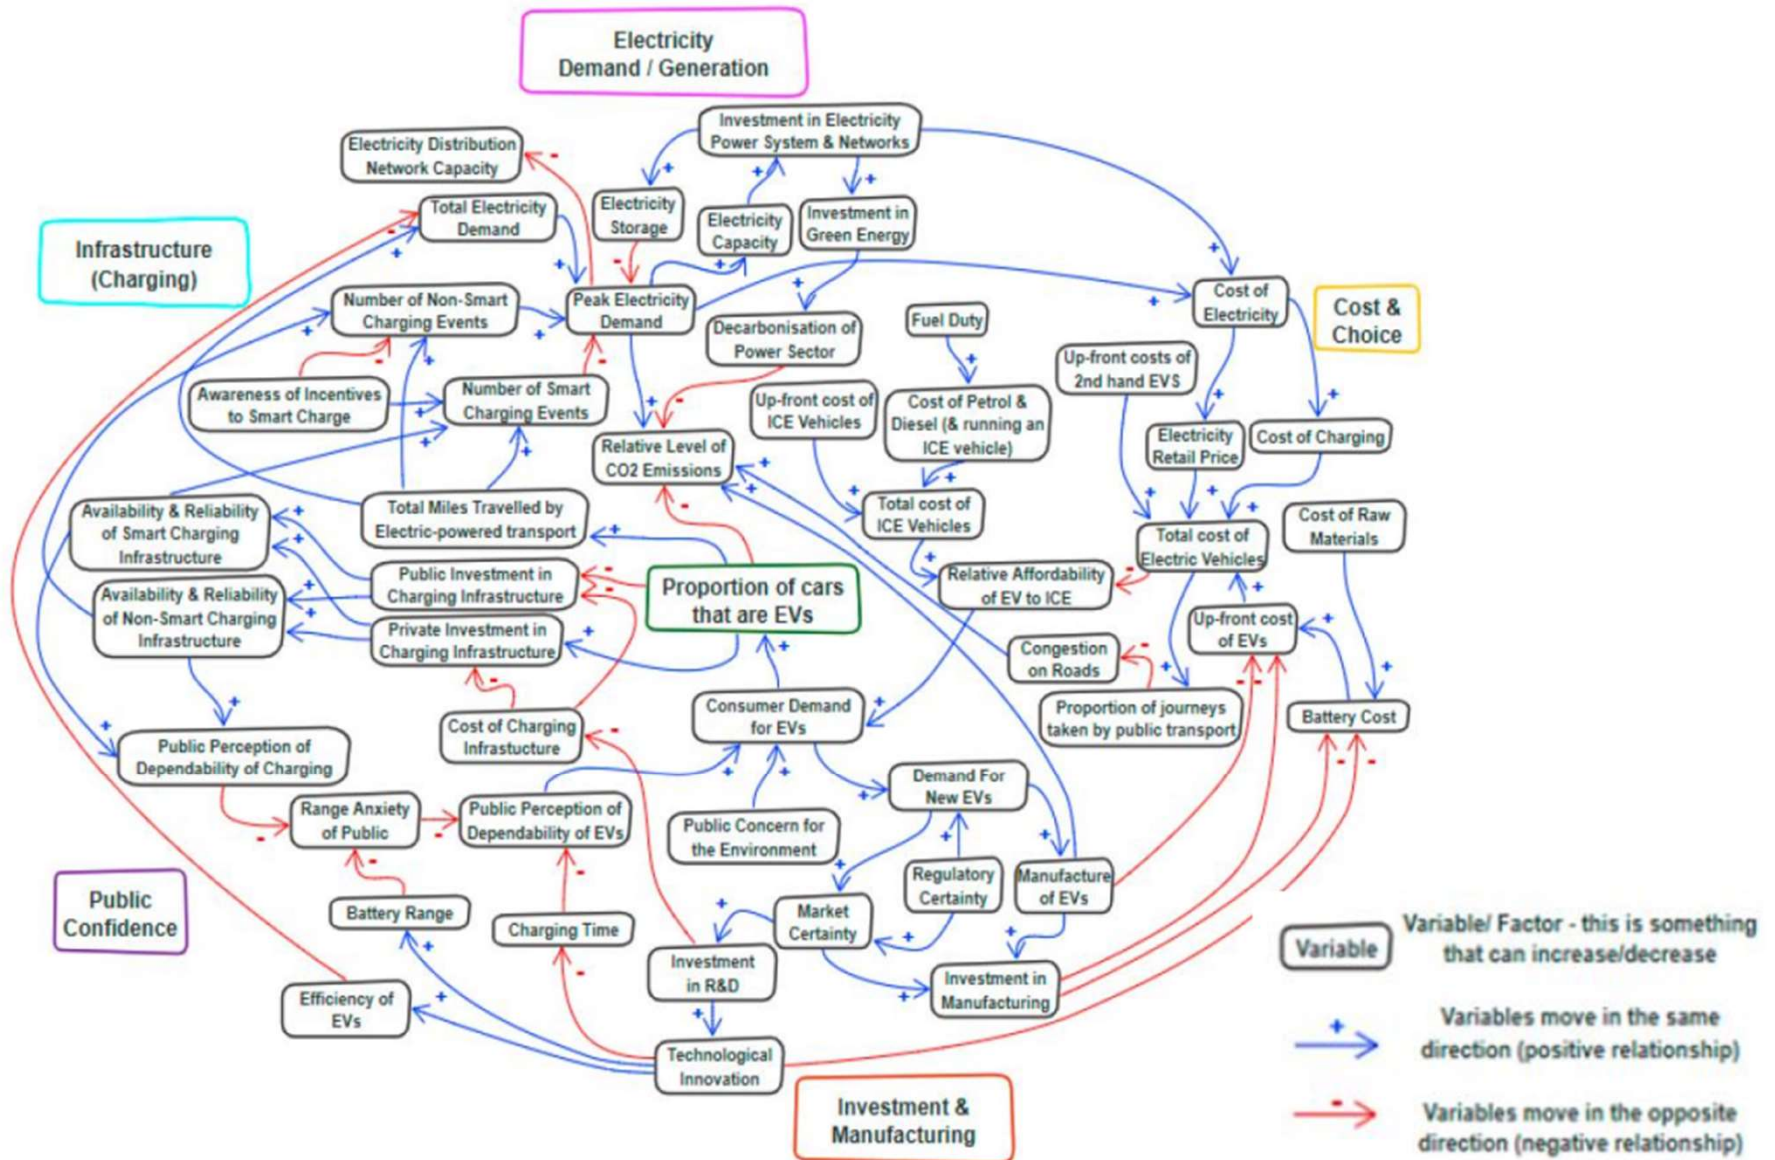 Electricity
Demand / Generation
Investment in Electricity
Power System & Networks
Electricity Distribution
Network Capacity
Total Electricity
Demand
Electricity
Storage
Electricity
Capacity
Investment in
Green Energy
Infrastructure
(Charging)
Number of Non-Smart
Charging Events
Peak Electricity
Demand
Decarbonisation of
Power Sector
Fuel Duty
Cost of
Electricity
Cost &
Choice
Awareness of Incentives
to Smart Charge
Number of Smart
Charging Events
Up-front cost of
ICE Vehicles
Cost of Petrol &
Diesel (& running an
ICE vehicle)
Up-front costs of
2nd hand EVS
Relative Level of
CO2 Emissions
Electricity
Retail Price
Cost of Charging
Availability & Reliability
of Smart Charging
Infrastructure
Total Miles Travelled by
Electric-powered transport
Total cost of
ICE Vehicles
Total cost of
Electric Vehicles
Cost of Raw
Materials
Availability & Reliability
of Non-Smart Charging
Infrastructure
Public Investment in
Charging Infrastructure
Private Investment in
Charging Infrastructure
Proportion of cars
that are EVs
Relative Affordability
of EV to ICE
Up-front cost
of EVs
Congestion
on Roads
Proportion of journeys
taken by public transport
Battery Cost
Public Perception of
Dependability of Charging
Cost of Charging
Infrastucture
Consumer Demand
for EVs
Demand For
New EVs
Range Anxiety
of Public
Public Perception of
Dependability of EVs
Public Concern for
the Environment
Public
Confidence
Battery Range
Charging Time
Market
Certainty
Regulatory
Certainty
Manufacture
of EVs
Efficiency of
EVs
Investment
in R&D
Investment in
Manufacturing
Technological
Innovation
Investment &
Manufacturing
Variable
Variable/ Factor - this is something
that can increase/decrease
+
Variables move in the same
direction (positive relationship)
-
Variables move in the opposite
direction (negative relationship)